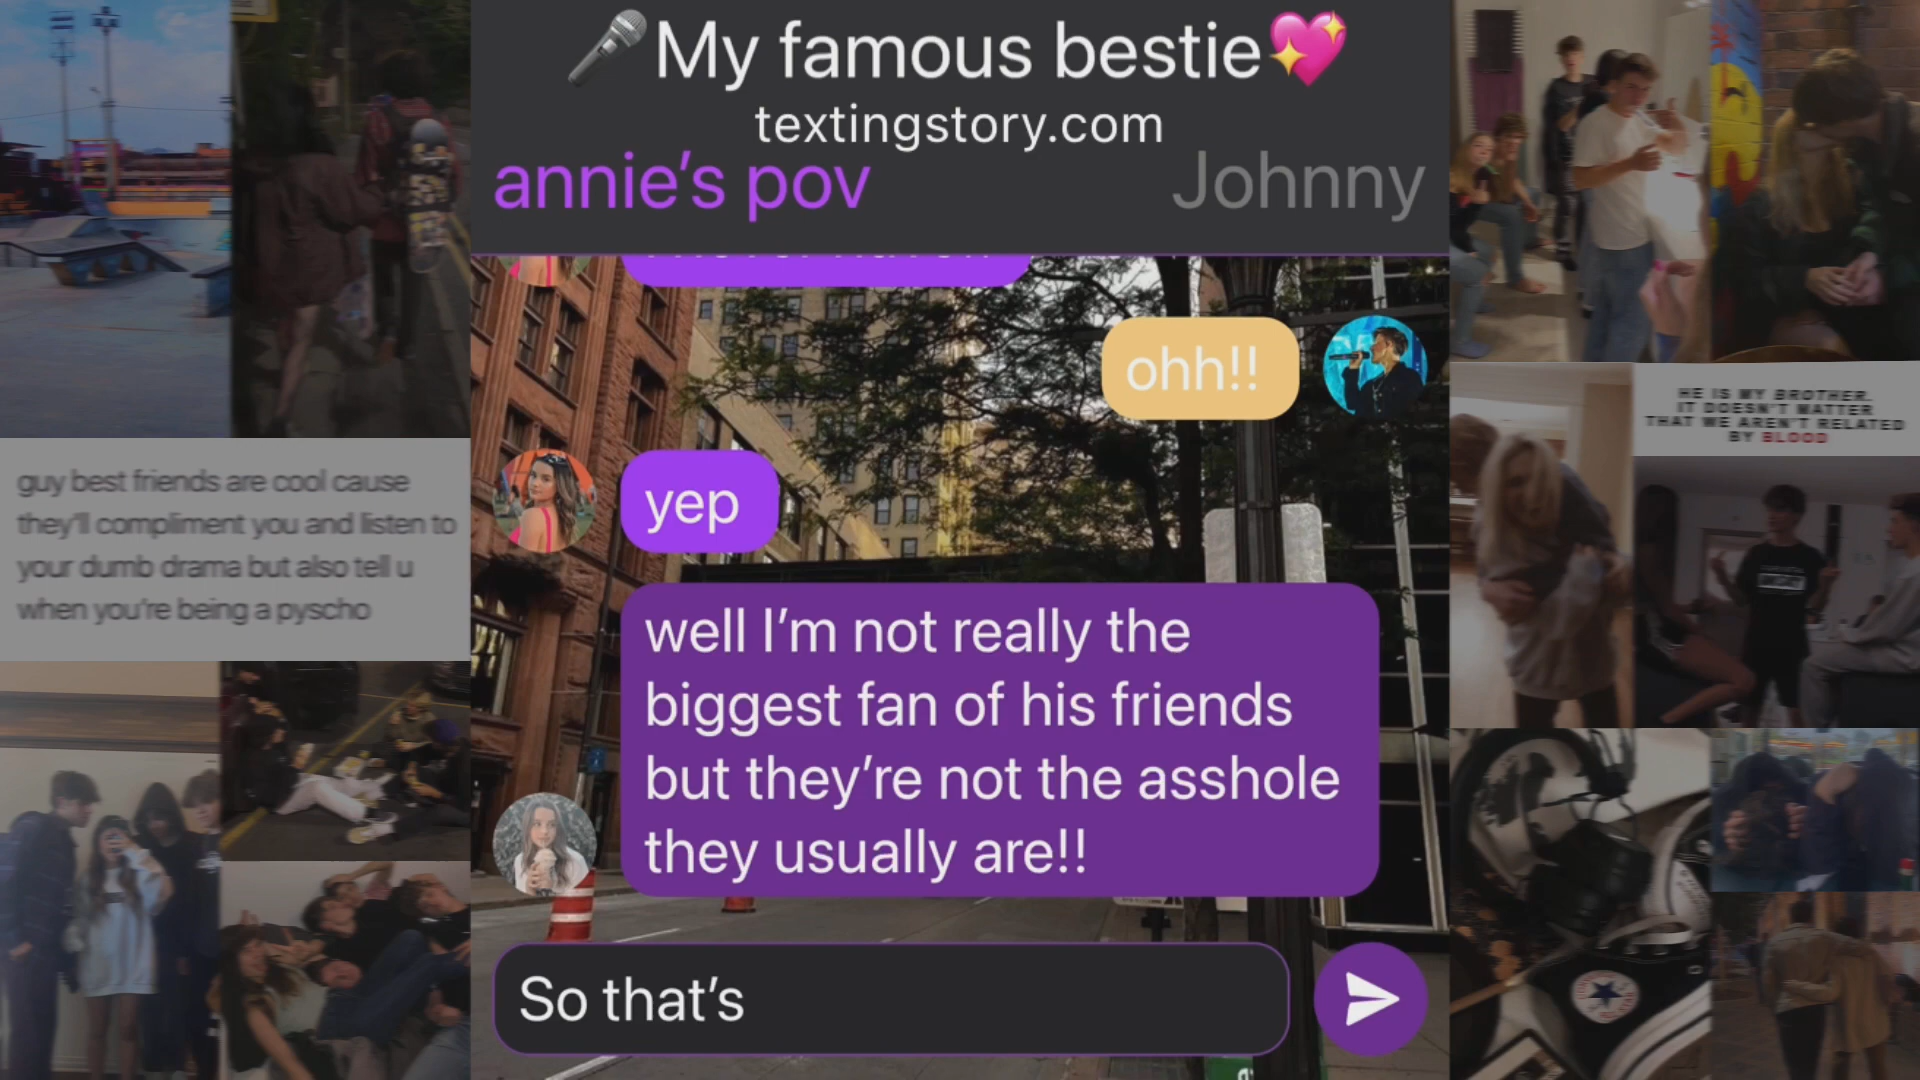 🎤My famous bestie💖
textingstory.com
annie’s pov
Johnny
ohh!!
yep
well I’m not really the
biggest fan of his friends
but they’re not the asshole
they usually are!!
So that’s
guy best friends are cool cause
they'll compliment you and listen to
your dumb drama but also tell u
when you're being a pyscho
HE IS MY BROTHER.
IT DOESN'T MATTER
THAT WE AREN'T RELATED
BY BLOOD